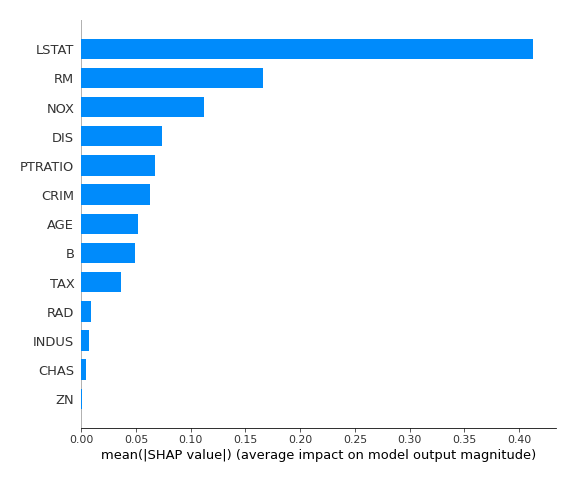 LSTAT
RM
NOX
DIS
PTRATIO
CRIM
AGE
B
TAX
RAD
INDUS
CHAS
ZN
0.00 0.05 0.10 0.15 0.20 0.25 0.30 0.35 0.40
mean(|SHAP value|) (average impact on model output magnitude)